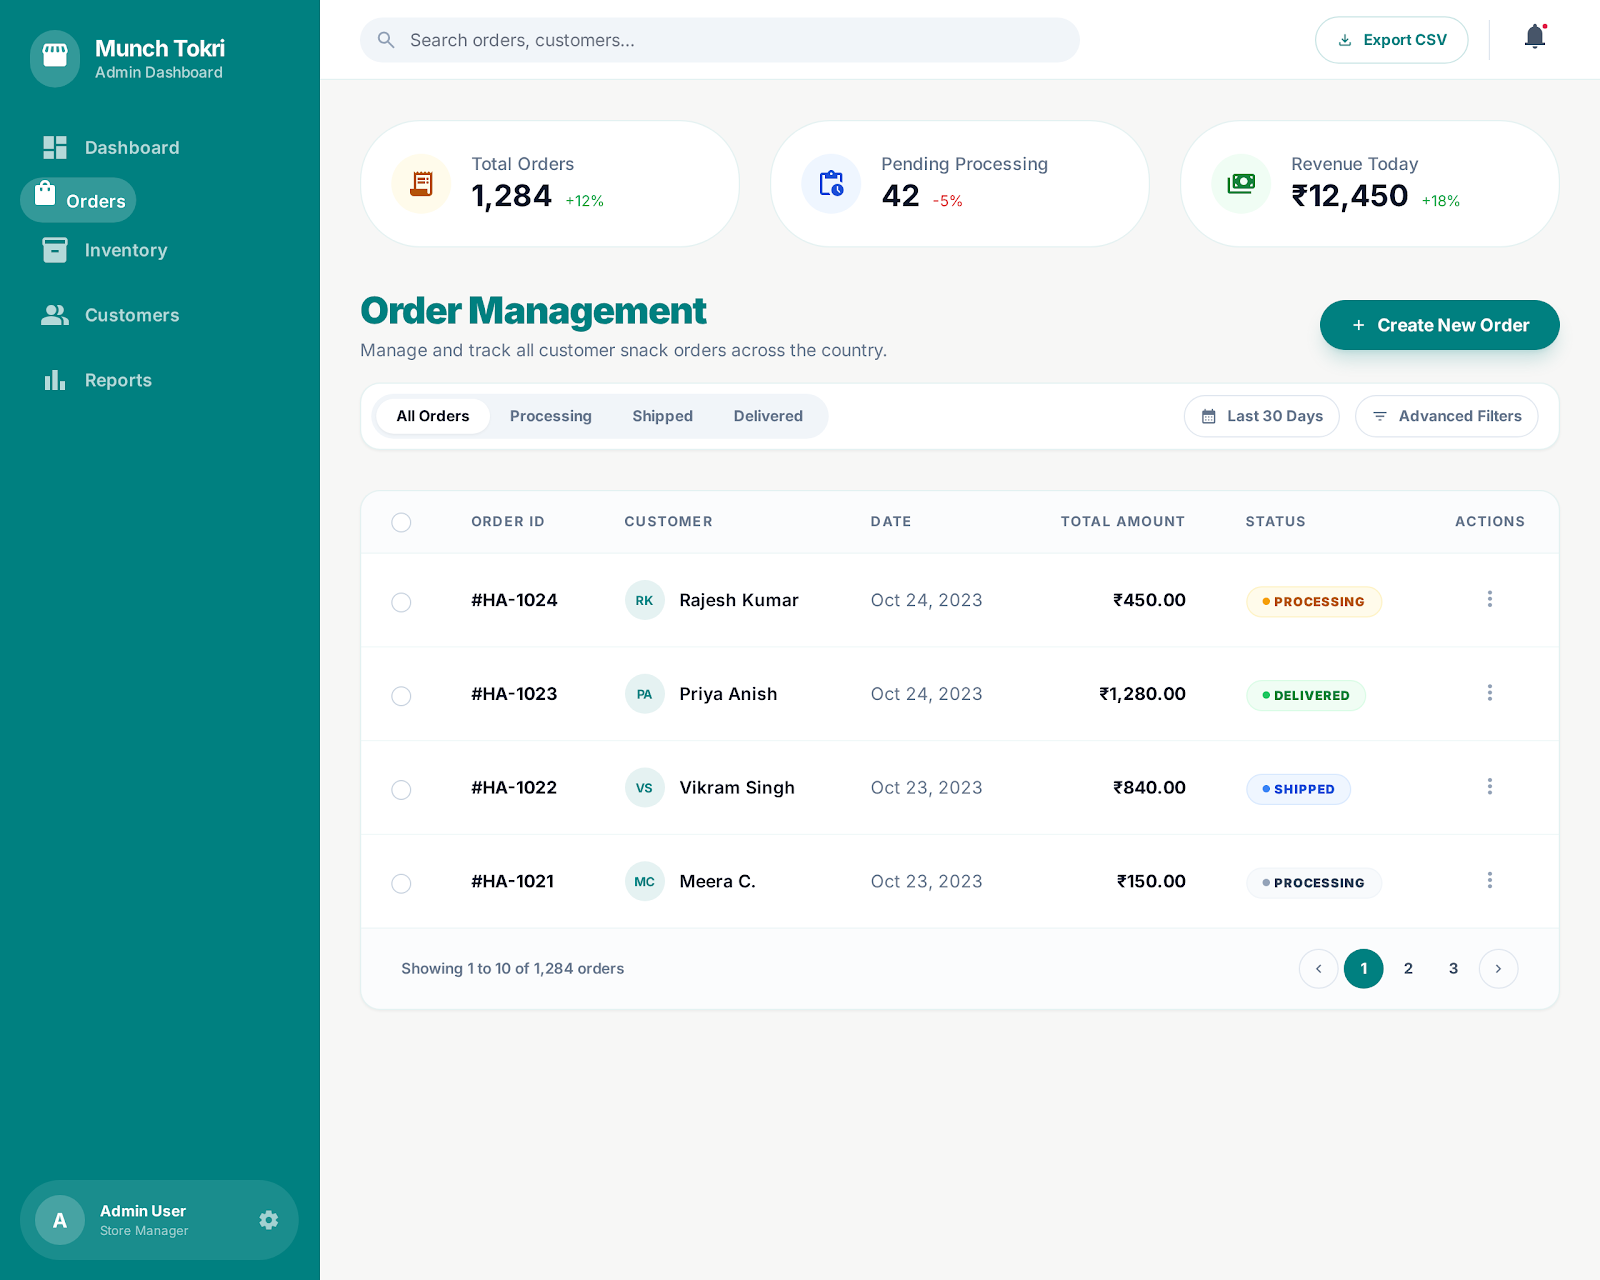 Munch Tokri
Admin Dashboard
Dashboard
Orders
Inventory
Customers
Reports
A
Admin User
Store Manager
Search orders, customers...
Export CSV
Total Orders
1,284 +12%
Pending Processing
42 -5%
Revenue Today
₹12,450 +18%
Order Management
Manage and track all customer snack orders across the country.
+ Create New Order
All Orders Processing Shipped Delivered
Last 30 Days Advanced Filters
ORDER ID CUSTOMER DATE TOTAL AMOUNT STATUS ACTIONS
#HA-1024 RK Rajesh Kumar Oct 24, 2023 ₹450.00 PROCESSING
#HA-1023 PA Priya Anish Oct 24, 2023 ₹1,280.00 DELIVERED
#HA-1022 VS Vikram Singh Oct 23, 2023 ₹840.00 SHIPPED
#HA-1021 MC Meera C. Oct 23, 2023 ₹150.00 PROCESSING
Showing 1 to 10 of 1,284 orders
1 2 3